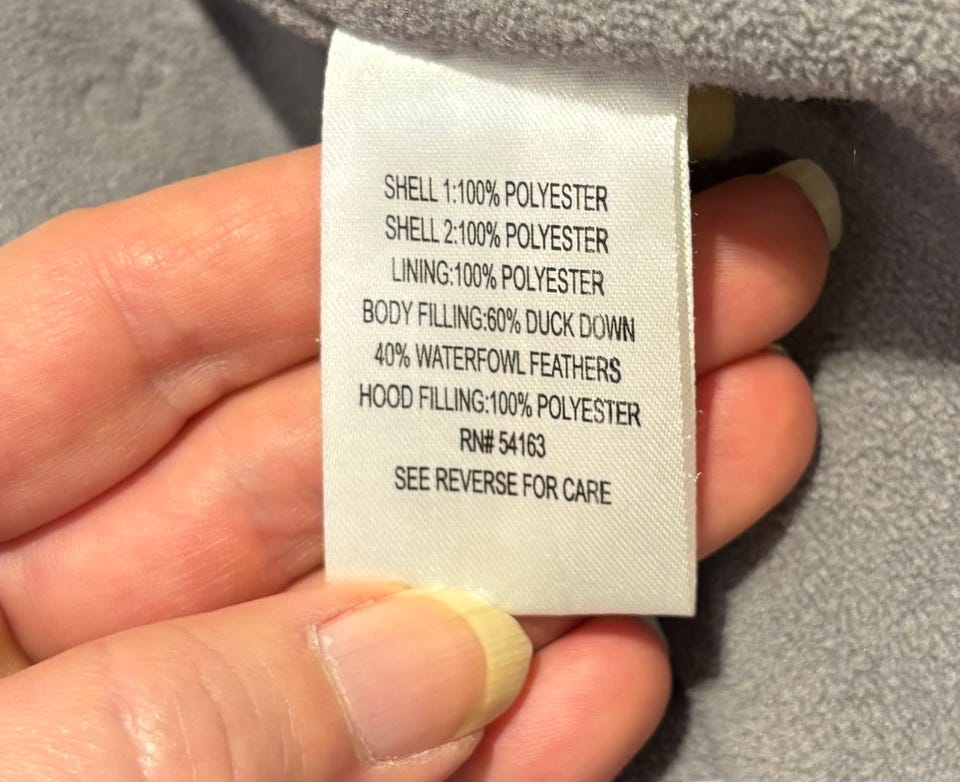 SHELL 1:100% POLYESTER
SHELL 2:100% POLYESTER
LINING:100% POLYESTER
BODY FILLING:60% DUCK DOWN
40% WATERFOWL FEATHERS
HOOD FILLING:100% POLYESTER
RN# 54163
SEE REVERSE FOR CARE